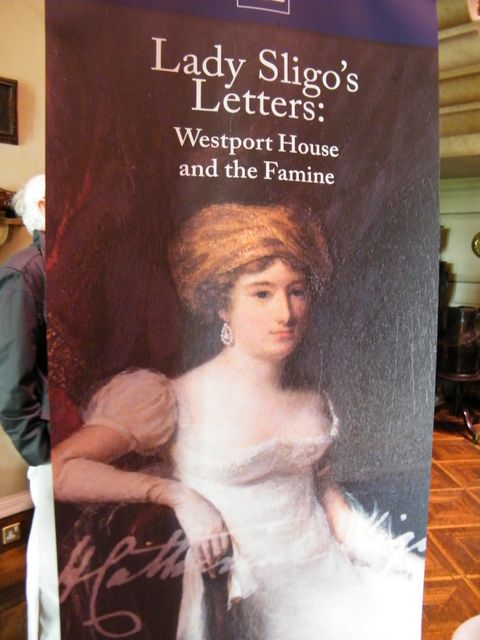 Lady Sligo's
Letters:
Westport House
and the Famine